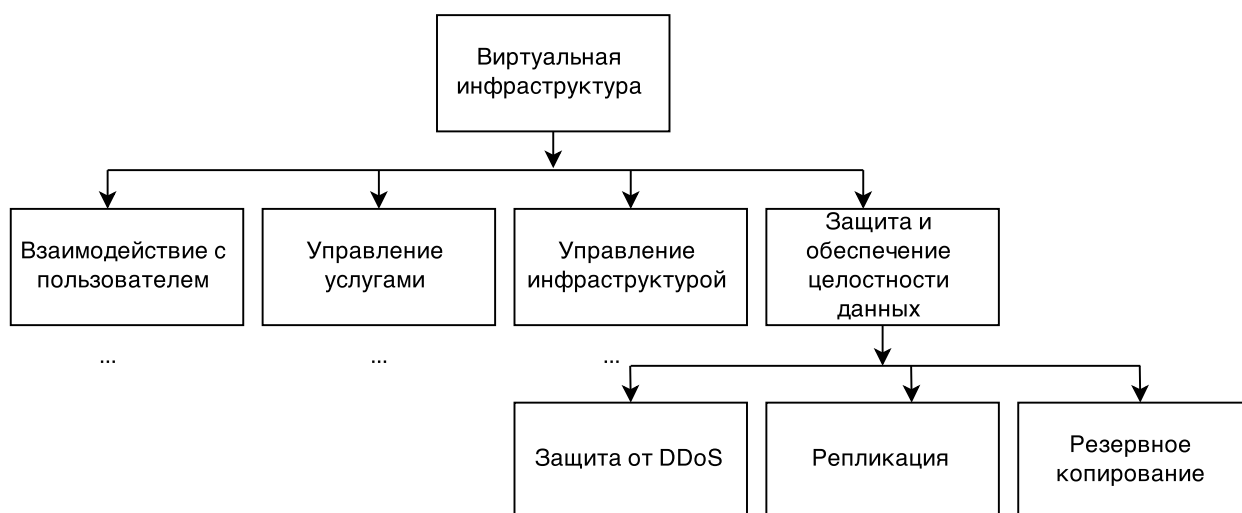 Виртуальная
инфраструктура
Взаимодействие с
пользователем
Управление
услугами
Управление
инфраструктурой
Защита и
обеспечение
целостности
данных
...
...
...
Защита от DDoS
Репликация
Резервное
копирование